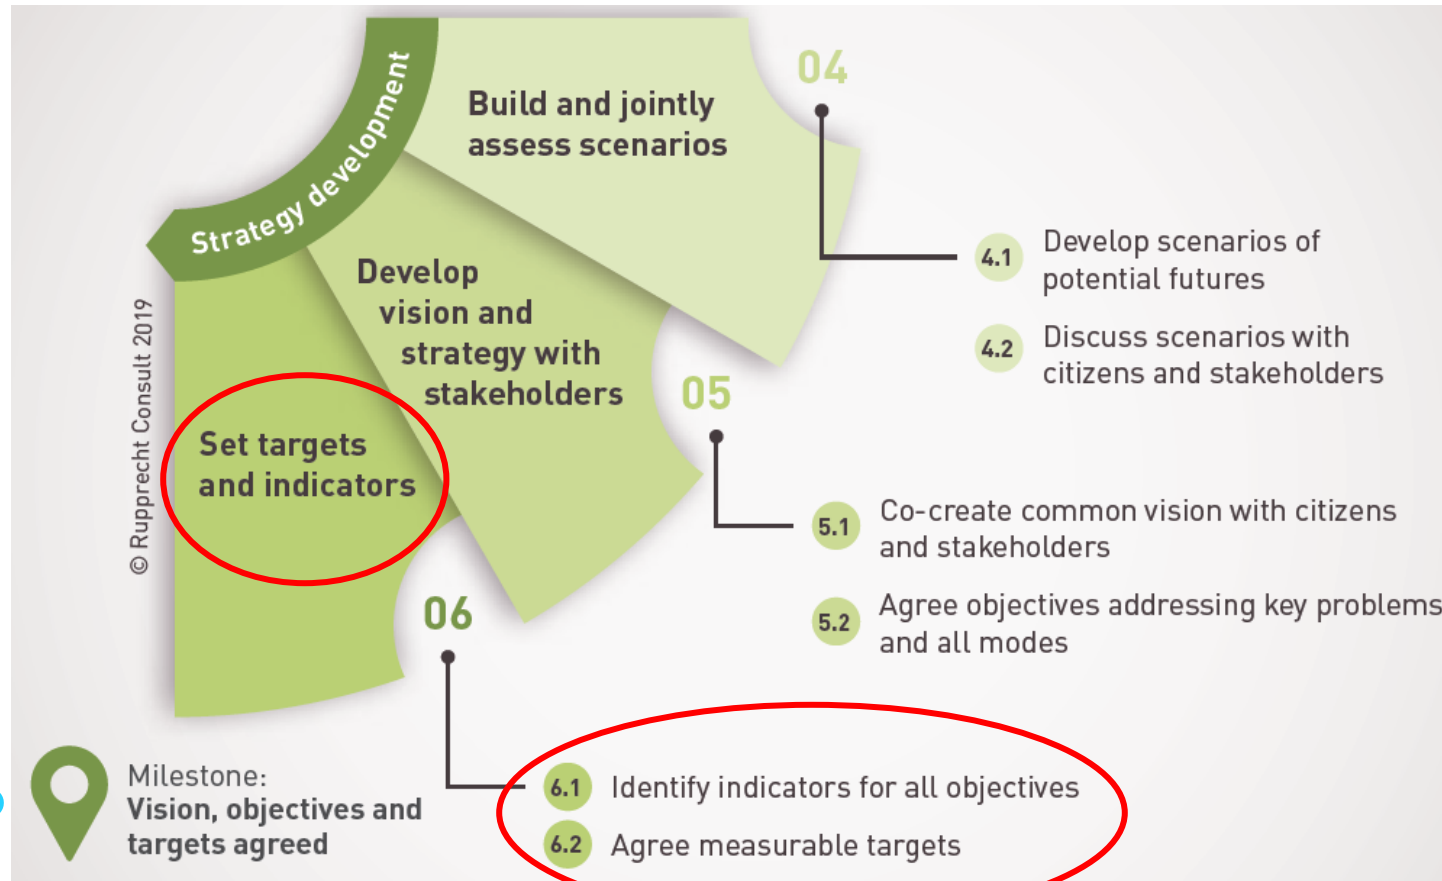 Strategy development
04
Build and jointly
assess scenarios
4.1
Develop scenarios of
potential futures
4.2
Discuss scenarios with
citizens and stakeholders
Develop
vision and
strategy with
stakeholders
05
5.1
Co-create common vision with citizens
and stakeholders
5.2
Agree objectives addressing key problems
and all modes
Set targets
and indicators
06
6.1
Identify indicators for all objectives
6.2
Agree measurable targets
Milestone:
Vision, objectives and
targets agreed
© Rupprecht Consult 2019